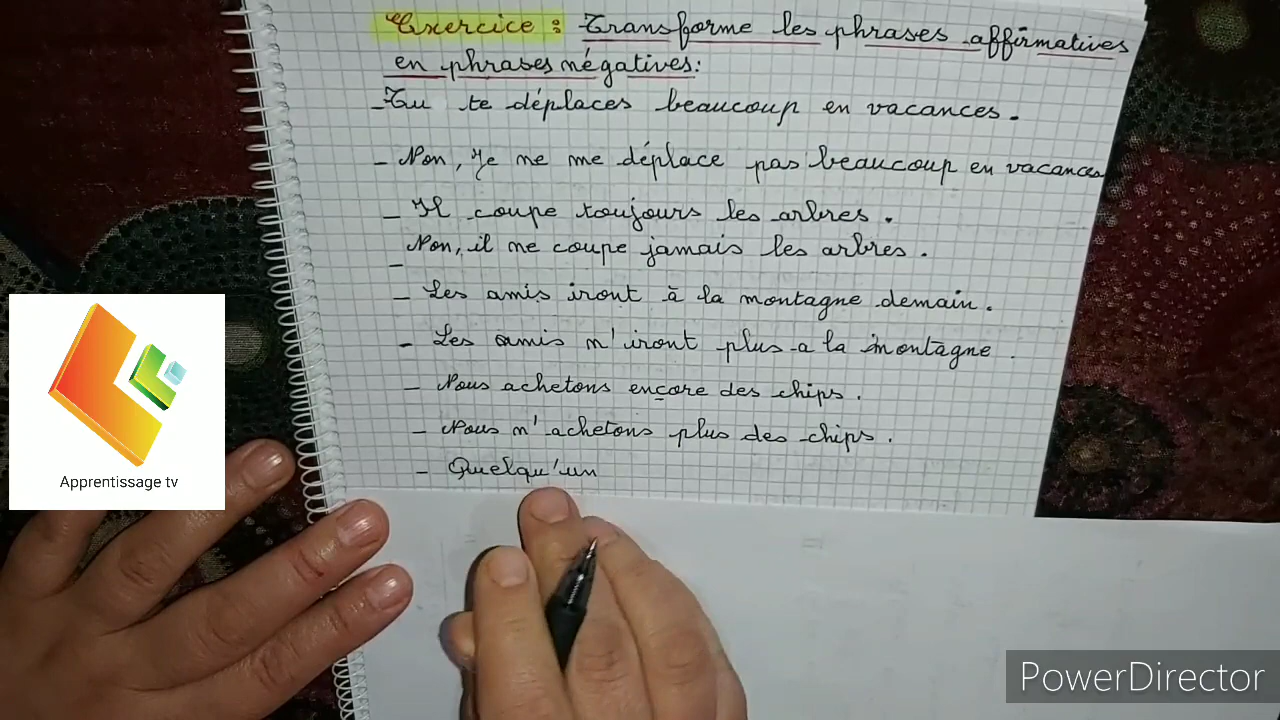 Exercice : Transforme les phrases affirmatives
en phrases négatives:
- Tu te déplaces beaucoup en vacances.
- Non, Je ne me déplace pas beaucoup en vacances
- Il coupe toujours les arbres.
- Non, il ne coupe jamais les arbres.
- Les amis iront à la montagne demain.
- Les amis n'iront plus a la montagne.
- Nous achetons ençore des chips.
- Nous n'achetons plus des chips.
- Quelqu'un
Apprentissage tv
PowerDirector